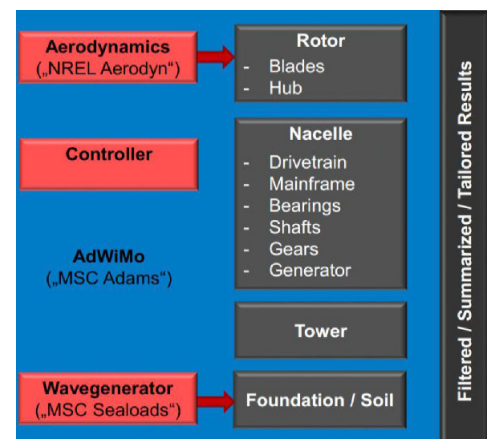 Aerodynamics
(„NREL Aerodyn“)
Rotor
- Blades
- Hub
Controller
Nacelle
- Drivetrain
- Mainframe
- Bearings
- Shafts
- Gears
- Generator
AdWiMo
(„MSC Adams“)
Tower
Wavegenerator
(„MSC Sealoads“)
Foundation / Soil
Filtered / Summarized / Tailored Results